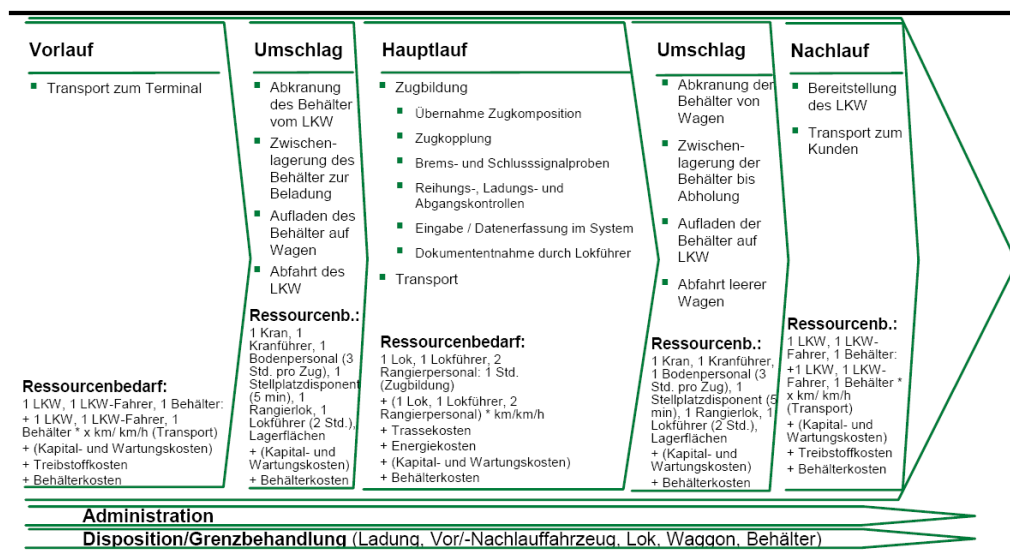 Vorlauf
Transport zum Terminal
Ressourcenbedarf:
1 LKW, 1 LKW-Fahrer, 1 Behälter:
+ 1 LKW, 1 LKW-Fahrer, 1
Behälter * x km/ km/h (Transport)
+ (Kapital- und Wartungskosten)
+ Treibstoffkosten
+ Behälterkosten
Umschlag
Abkranung
des Behälter
vom LKW
Zwischen-
lagerung des
Behälter zur
Beladung
Aufladen des
Behälter auf
Wagen
Abfahrt des
LKW
Ressourcenb.:
1 Kran, 1
Kranführer, 1
Bodenpersonal (3
Std. pro Zug), 1
Stellplatzdisponent
(5 min), 1
Rangierlok, 1
Lokführer (2 Std.),
Lagerflächen
+ (Kapital- und
Wartungskosten)
+ Behälterkosten
Hauptlauf
Zugbildung
Übernahme Zugkomposition
Zugkopplung
Brems- und Schlusssignalproben
Reihungs-, Ladungs- und
Abgangskontrollen
Eingabe / Datenerfassung im System
Dokumententnahme durch Lokführer
Transport
Ressourcenbedarf:
1 Lok, 1 Lokführer, 2
Rangierpersonal: 1 Std.
(Zugbildung)
+ (1 Lok, 1 Lokführer, 2
Rangierpersonal) * km/km/h
+ Trassekosten
+ Energiekosten
+ (Kapital- und Wartungskosten)
+ Behälterkosten
Umschlag
Abkranung der
Behälter von
Wagen
Zwischen-
lagerung der
Behälter bis
Abholung
Aufladen der
Behälter auf
LKW
Abfahrt leerer
Wagen
Ressourcenb.:
1 Kran, 1 Kranführer,
1 Bodenpersonal (3
Std. pro Zug), 1
Stellplatzdisponent (5
min), 1 Rangierlok, 1
Lokführer (2 Std.),
Lagerflächen
+ (Kapital- und
Wartungskosten)
+ Behälterkosten
Nachlauf
Bereitstellung
des LKW
Transport zum
Kunden
Ressourcenb.:
1 LKW, 1 LKW-
Fahrer, 1 Behälter:
+1 LKW, 1 LKW-
Fahrer, 1 Behälter *
x km/ km/h
(Transport)
+ (Kapital- und
Wartungskosten)
+ Treibstoffkosten
+ Behälterkosten
Administration
Disposition/Grenzbehandlung (Ladung, Vor/-Nachlauffahrzeug, Lok, Waggon, Behälter)